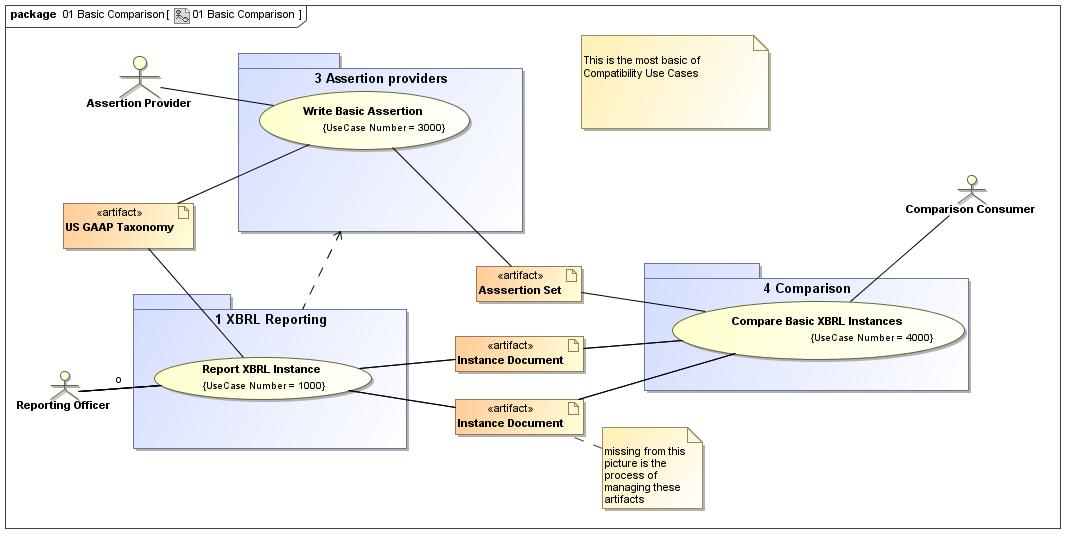 package 01 Basic Comparison [ 01 Basic Comparison ]
This is the most basic of
Compatibility Use Cases
3 Assertion providers
Assertion Provider
Write Basic Assertion
{UseCase Number = 3000}
«artifact»
US GAAP Taxonomy
Comparison Consumer
«artifact»
Asssertion Set
4 Comparison
Compare Basic XBRL Instances
{UseCase Number = 4000}
1 XBRL Reporting
«artifact»
Instance Document
Report XBRL Instance
{UseCase Number = 1000}
o
Reporting Officer
«artifact»
Instance Document
missing from this
picture is the
process of
managing these
artifacts